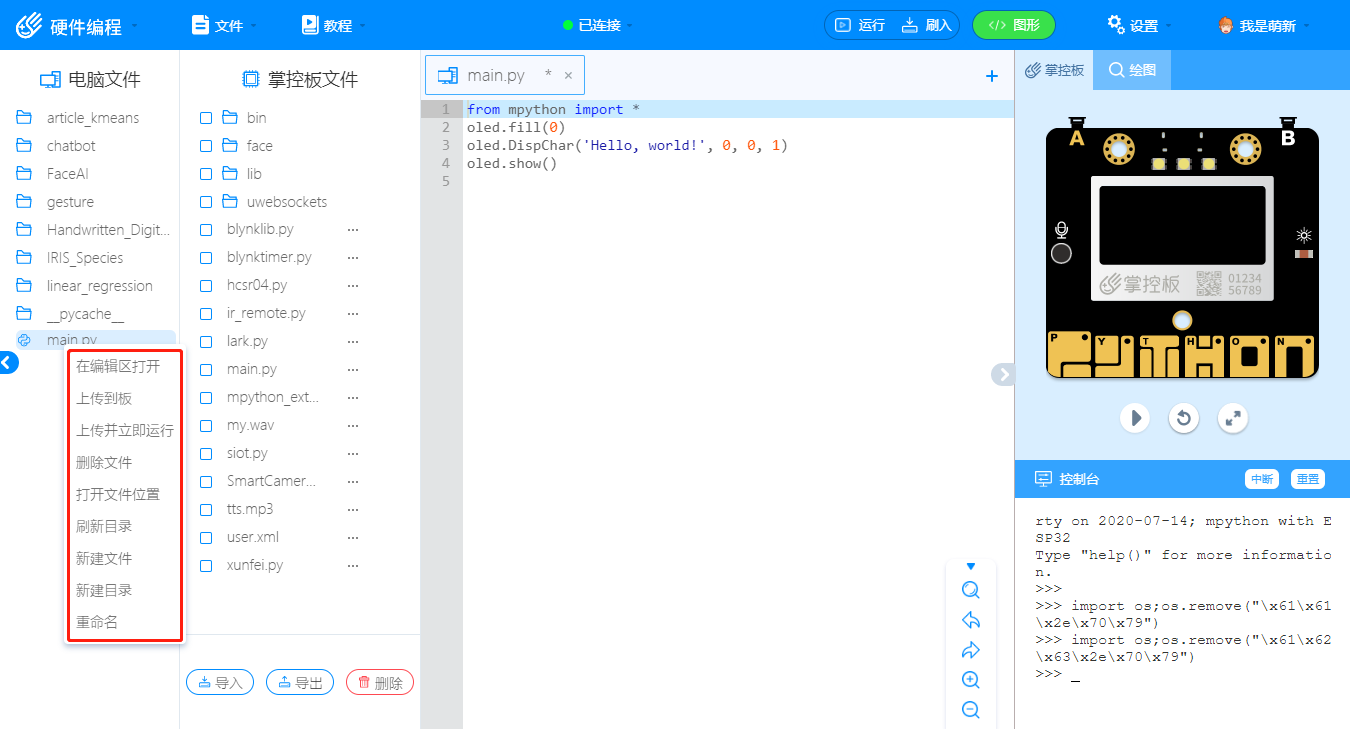 硬件编程
文件
教程
已连接
运行
刷入
</> 图形
设置
我是萌新
电脑文件
article_kmeans
chatbot
FaceAI
gesture
Handwritten_Digit...
IRIS_Species
linear_regression
__pycache__
main.py
在编辑区打开
上传到板
上传并立即运行
删除文件
打开文件位置
刷新目录
新建文件
新建目录
重命名
掌控板文件
bin
face
lib
uwebsockets
blynklib.py ...
blynktimer.py ...
hcsr04.py ...
ir_remote.py ...
lark.py ...
main.py ...
mpython_ext... ...
my.wav ...
siot.py ...
SmartCamer... ...
tts.mp3 ...
user.xml ...
xunfei.py ...
导入
导出
删除
main.py * ×
+
1 from mpython import *
2 oled.fill(0)
3 oled.DispChar('Hello, world!', 0, 0, 1)
4 oled.show()
5
掌控板
绘图
A
B
掌控板
01234
56789
P Y T H O N
控制台
中断
重置
rty on 2020-07-14; mpython with E
SP32
Type "help()" for more informatio
n.
>>>
>>> import os;os.remove("\x61\x61
\x2e\x70\x79")
>>> import os;os.remove("\x61\x62
\x63\x2e\x70\x79")
>>> _